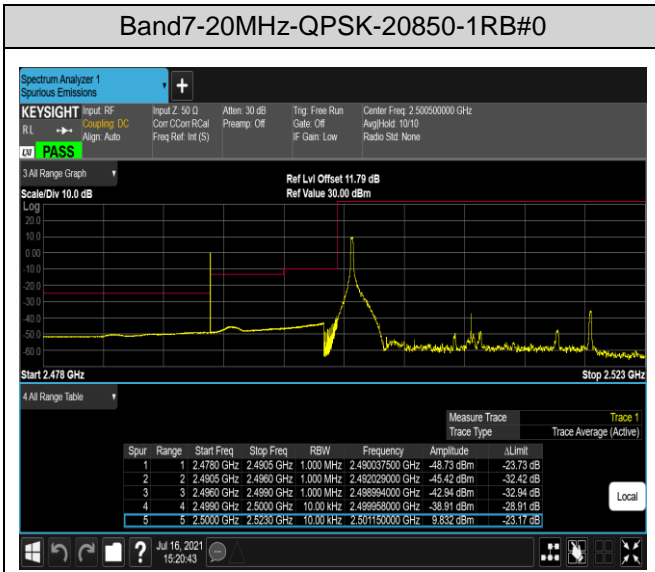 Band7-20MHz-QPSK-20850-1RB#0
Spectrum Analyzer 1
Spurious Emissions
+
KEYSIGHT Input: RF Input Z: 50 Ω Atten: 30 dB Trig: Free Run Center Freq: 2.500500000 GHz
RL Coupling: DC Corr CCorr RCal Preamp: Off Gate: Off Avg|Hold: 10/10
Align: Auto Freq Ref: Int (S) IF Gain: Low Radio Std: None
LXI PASS
3 All Range Graph
Ref Lvl Offset 11.79 dB
Scale/Div 10.0 dB Ref Value 30.00 dBm
Log
20.0
10.0
0.00
-10.0
-20.0
-30.0
-40.0
-50.0
-60.0
Start 2.478 GHz Stop 2.523 GHz
4 All Range Table
Measure Trace Trace 1
Trace Type Trace Average (Active)
Spur Range Start Freq Stop Freq RBW Frequency Amplitude ΔLimit
1 1 2.4780 GHz 2.4905 GHz 1.000 MHz 2.490037500 GHz -48.73 dBm -23.73 dB
2 2 2.4905 GHz 2.4960 GHz 1.000 MHz 2.492029000 GHz -45.42 dBm -32.42 dB
3 3 2.4960 GHz 2.4990 GHz 1.000 MHz 2.498994000 GHz -42.94 dBm -32.94 dB
4 4 2.4990 GHz 2.5000 GHz 10.00 kHz 2.499958000 GHz -38.91 dBm -28.91 dB
5 5 2.5000 GHz 2.5230 GHz 10.00 kHz 2.501150000 GHz 9.832 dBm -23.17 dB
Local
? Jul 16, 2021
15:20:43